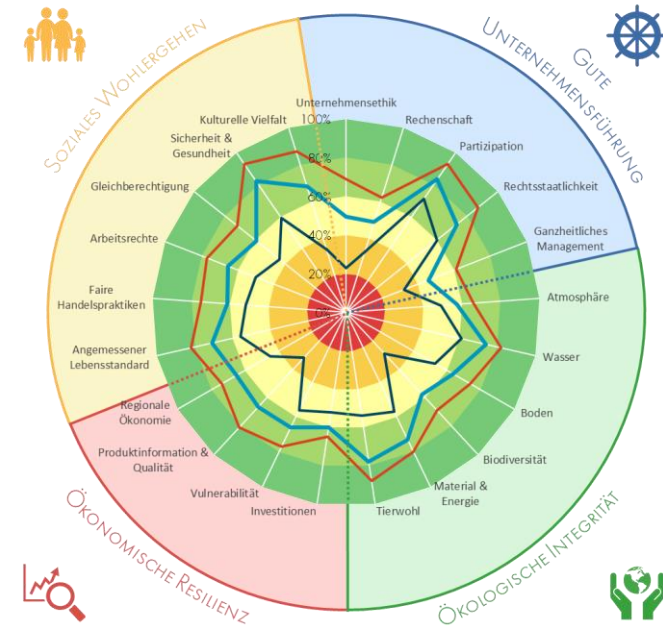 SOZIALES WOHLERGEHEN
GUTE
UNTERNEHMENSFÜHRUNG
Unternehmensethik
Kulturelle Vielfalt
100%
Rechenschaft
Sicherheit &
Gesundheit
Partizipation
80%
Gleichberechtigung
Rechtsstaatlichkeit
60%
Arbeitsrechte
40%
Ganzheitliches
Management
20%
Faire
Handelspraktiken
0%
Atmosphäre
Angemessener
Lebensstandard
Wasser
Regionale
Ökonomie
Boden
Produktinformation &
Qualität
Biodiversität
Vulnerabilität
Material &
Energie
Investitionen
Tierwohl
ÖKONOMISCHE RESILIENZ
ÖKOLOGISCHE INTEGRITÄT